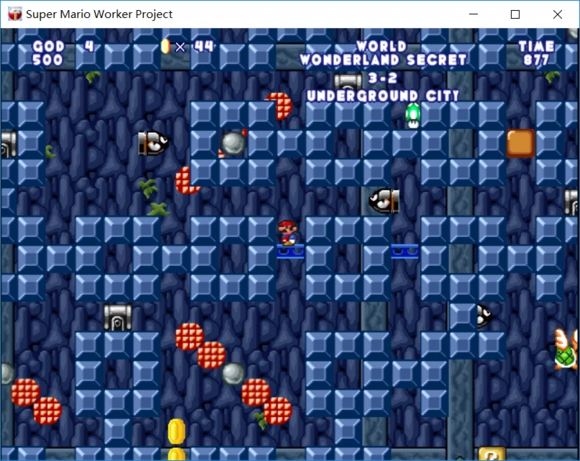 Super Mario Worker Project
GOD 4 × 44 WORLD TIME
500 WONDERLAND SECRET 877
3-2
UNDERGROUND CITY
?